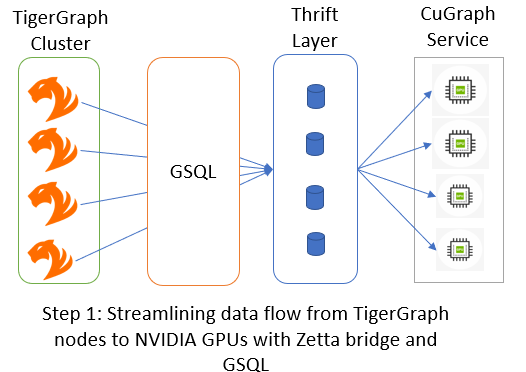 TigerGraph
Cluster
Thrift
Layer
CuGraph
Service
GSQL
Step 1: Streamlining data flow from TigerGraph
nodes to NVIDIA GPUs with Zetta bridge and
GSQL